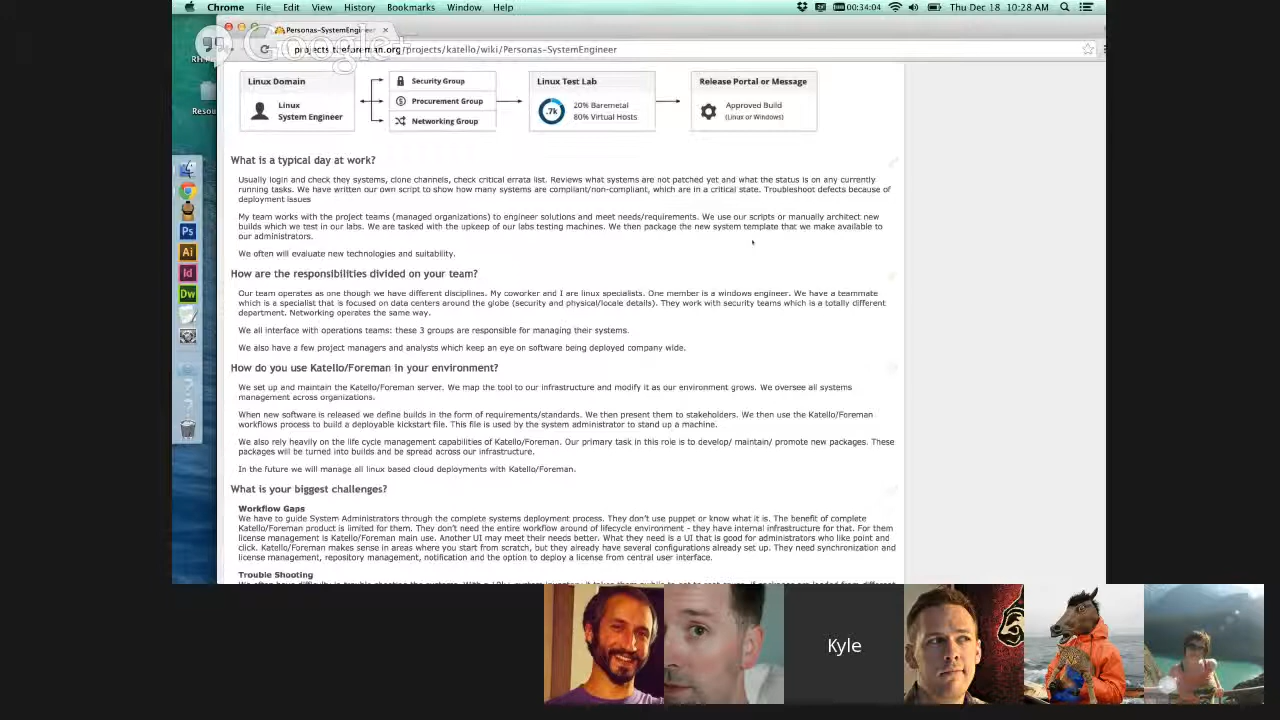 Chrome File Edit View History Bookmarks Window Help
00:34:04 Thu Dec 18 10:28 AM
Personas-SystemEngineer
Google+
projects.theforeman.org/projects/katello/wiki/Personas-SystemEngineer
Resou
Linux Domain
Linux
System Engineer
Security Group
Procurement Group
Networking Group
Linux Test Lab
.7k
20% Baremetal
80% Virtual Hosts
Release Portal or Message
Approved Build
(Linux or Windows)
What is a typical day at work?
Usually login and check they systems, clone channels, check critical errata list. Reviews what systems are not patched yet and what the status is on any currently
running tasks. We have written our own script to show how many systems are compliant/non-compliant, which are in a critical state. Troubleshoot defects because of
deployment issues
My team works with the project teams (managed organizations) to engineer solutions and meet needs/requirements. We use our scripts or manually architect new
builds which we test in our labs. We are tasked with the upkeep of our labs testing machines. We then package the new system template that we make available to
our administrators.
We often will evaluate new technologies and suitability.
How are the responsibilities divided on your team?
Our team operates as one though we have different disciplines. My coworker and I are linux specialists. One member is a windows engineer. We have a teammate
which is a specialist that is focused on data centers around the globe (security and physical/locale details). They work with security teams which is a totally different
department. Networking operates the same way.
We all interface with operations teams: these 3 groups are responsible for managing their systems.
We also have a few project managers and analysts which keep an eye on software being deployed company wide.
How do you use Katello/Foreman in your environment?
We set up and maintain the Katello/Foreman server. We map the tool to our infrastructure and modify it as our environment grows. We oversee all systems
management across organizations.
When new software is released we define builds in the form of requirements/standards. We then present them to stakeholders. We then use the Katello/Foreman
workflows process to build a deployable kickstart file. This file is used by the system administrator to stand up a machine.
We also rely heavily on the life cycle management capabilities of Katello/Foreman. Our primary task in this role is to develop/ maintain/ promote new packages. These
packages will be turned into builds and be spread across our infrastructure.
In the future we will manage all linux based cloud deployments with Katello/Foreman.
What is your biggest challenges?
Workflow Gaps
We have to guide System Administrators through the complete systems deployment process. They don't use puppet or know what it is. The benefit of complete
Katello/Foreman product is limited for them. They don't need the entire workflow around of lifecycle environment - they have internal infrastructure for that. For them
license management is Katello/Foreman main use. Another UI may meet their needs better. What they need is a UI that is good for administrators who like point and
click. Katello/Foreman makes sense in areas where you start from scratch, but they already have several configurations already set up. They need synchronization and
license management, repository management, notification and the option to deploy a license from central user interface.
Trouble Shooting
Ps
Ai
Id
Dw
Kyle